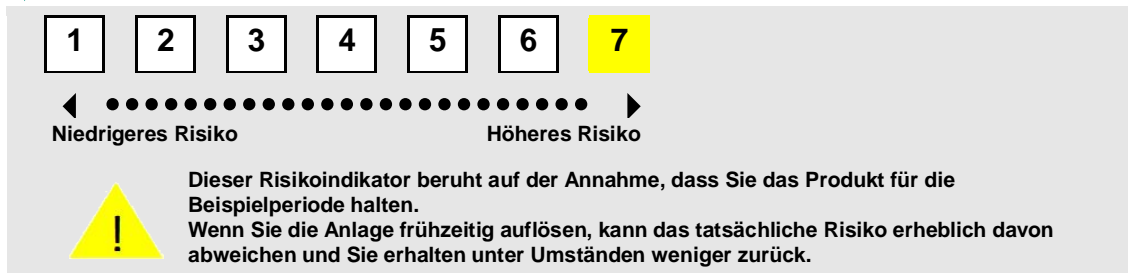 1 2 3 4 5 6 7
Niedrigeres Risiko Höheres Risiko
!
Dieser Risikoindikator beruht auf der Annahme, dass Sie das Produkt für die
Beispielperiode halten.
Wenn Sie die Anlage frühzeitig auflösen, kann das tatsächliche Risiko erheblich davon
abweichen und Sie erhalten unter Umständen weniger zurück.